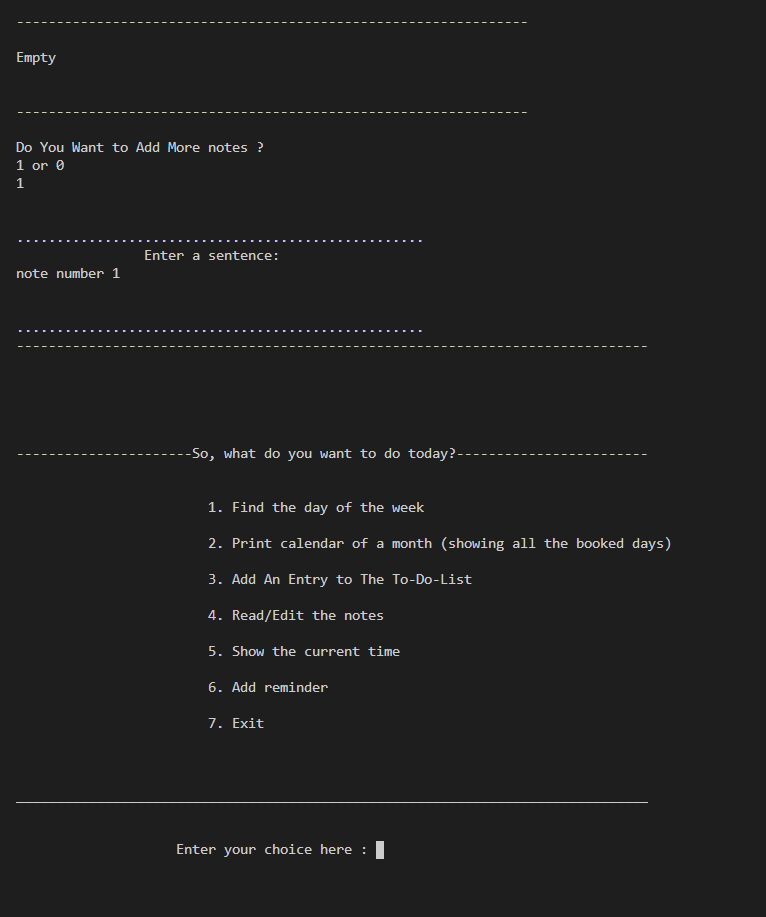 ----------------------------------------------------------------
Empty
----------------------------------------------------------------
Do You Want to Add More notes ?
1 or 0
1
...................................................
Enter a sentence:
note number 1
...................................................
-------------------------------------------------------------------------------
----------------------So, what do you want to do today?------------------------
1. Find the day of the week
2. Print calendar of a month (showing all the booked days)
3. Add An Entry to The To-Do-List
4. Read/Edit the notes
5. Show the current time
6. Add reminder
7. Exit
_______________________________________________________________________________
Enter your choice here :